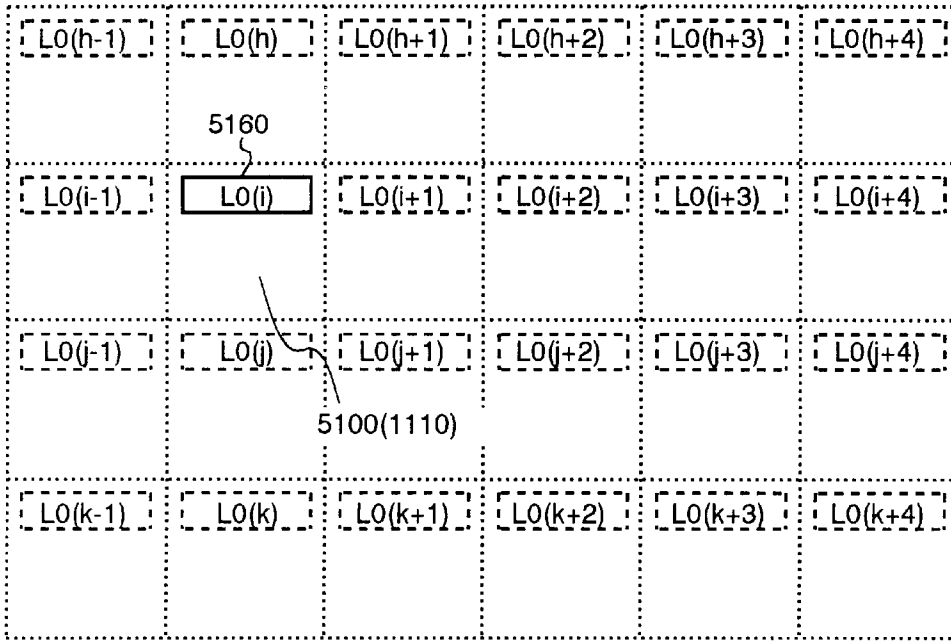 L0(h-1) L0(h) L0(h+1) L0(h+2) L0(h+3) L0(h+4)
5160
L0(i-1) L0(i) L0(i+1) L0(i+2) L0(i+3) L0(i+4)
L0(j-1) L0(j) L0(j+1) L0(j+2) L0(j+3) L0(j+4)
5100(1110)
L0(k-1) L0(k) L0(k+1) L0(k+2) L0(k+3) L0(k+4)